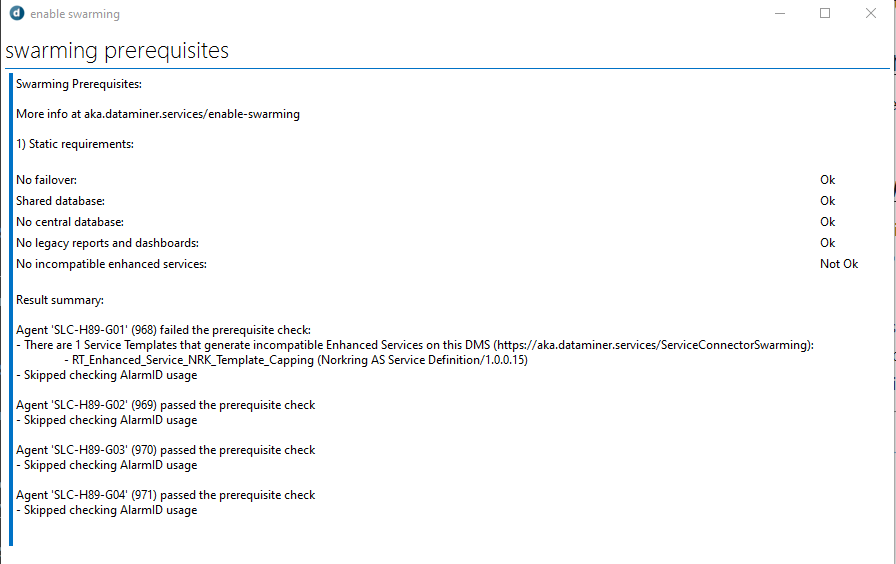 enable swarming
swarming prerequisites
Swarming Prerequisites:
More info at aka.dataminer.services/enable-swarming
1) Static requirements:
No failover: Ok
Shared database: Ok
No central database: Ok
No legacy reports and dashboards: Ok
No incompatible enhanced services: Not Ok
Result summary:
Agent 'SLC-H89-G01' (968) failed the prerequisite check:
- There are 1 Service Templates that generate incompatible Enhanced Services on this DMS (https://aka.dataminer.services/ServiceConnectorSwarming):
- RT_Enhanced_Service_NRK_Template_Capping (Norkring AS Service Definition/1.0.0.15)
- Skipped checking AlarmID usage
Agent 'SLC-H89-G02' (969) passed the prerequisite check
- Skipped checking AlarmID usage
Agent 'SLC-H89-G03' (970) passed the prerequisite check
- Skipped checking AlarmID usage
Agent 'SLC-H89-G04' (971) passed the prerequisite check
- Skipped checking AlarmID usage